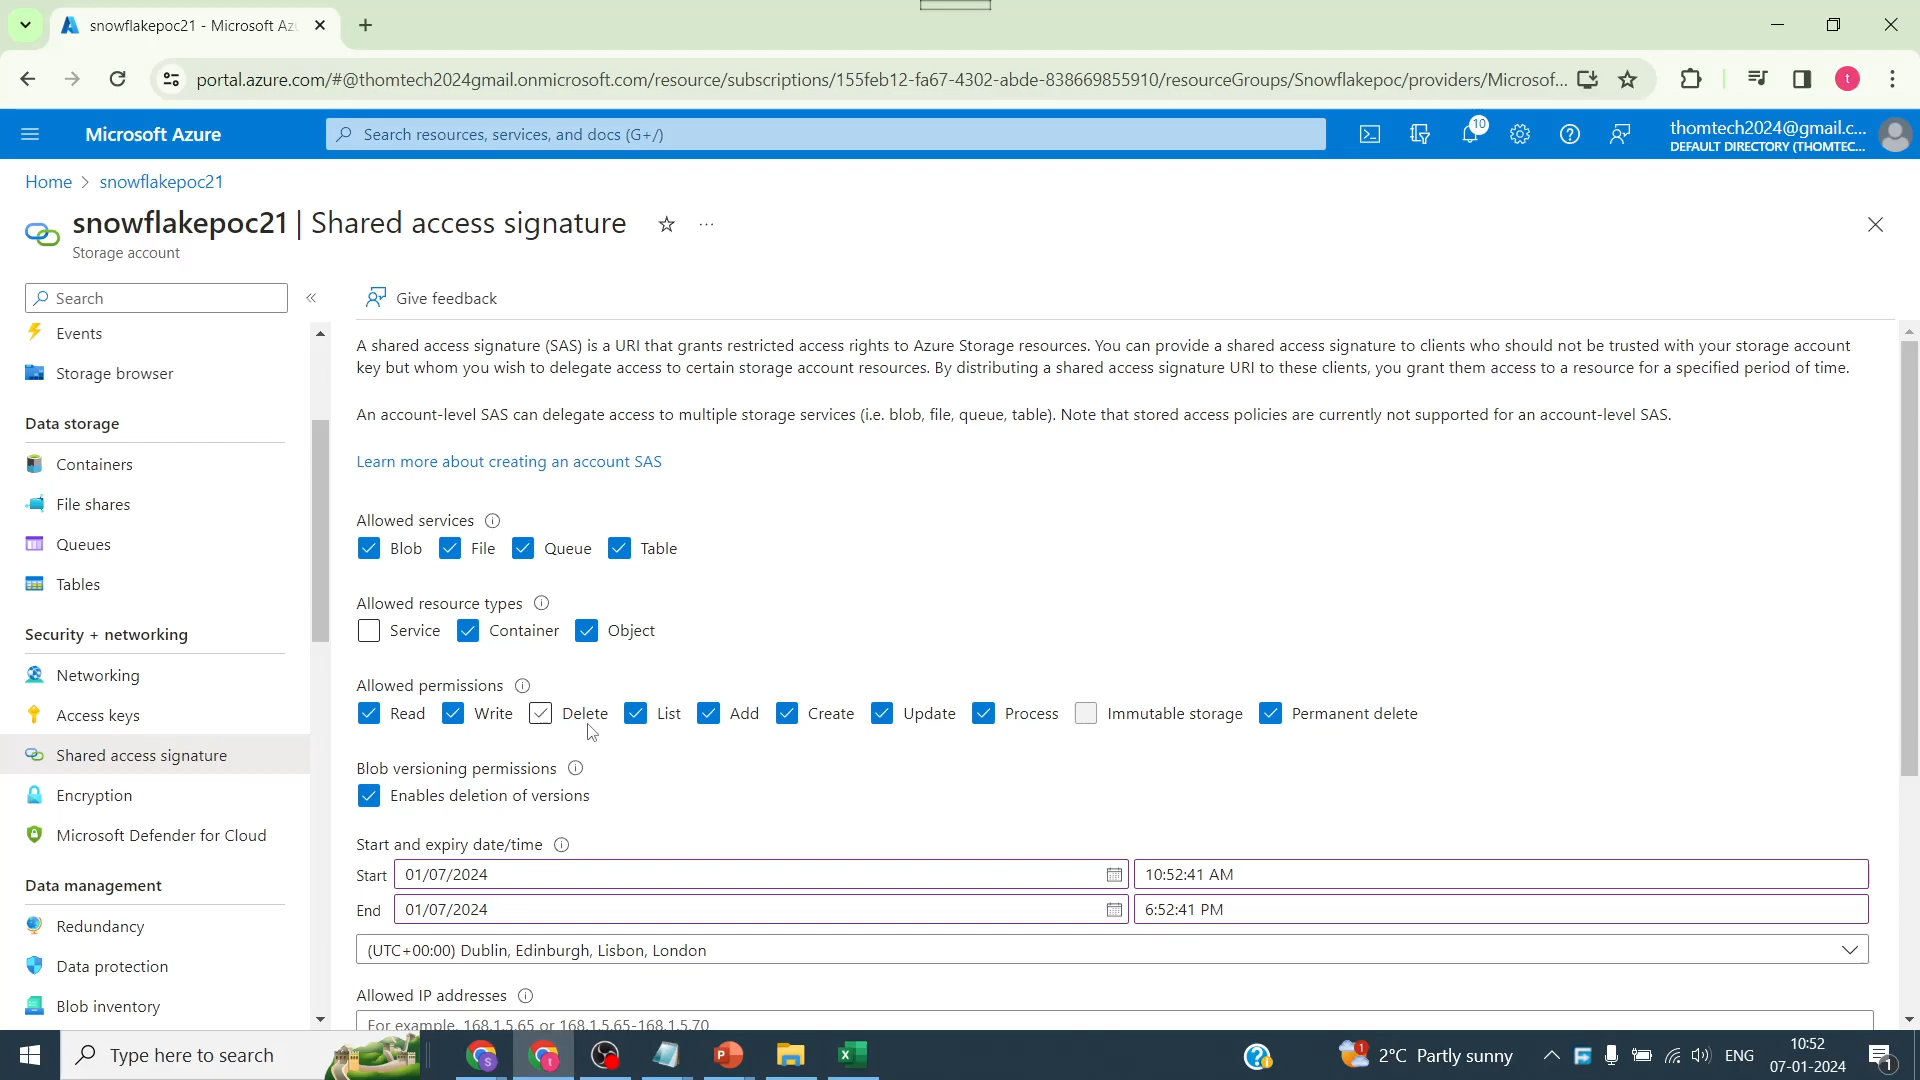 snowflakepoc21 - Microsoft Az
portal.azure.com/#@thomtech2024gmail.onmicrosoft.com/resource/subscriptions/155feb12-fa67-4302-abde-838669855910/resourceGroups/Snowflakepoc/providers/Microsof...
t
Microsoft Azure
Search resources, services, and docs (G+/)
10
thomtech2024@gmail.c...
DEFAULT DIRECTORY (THOMTEC...
Home > snowflakepoc21
snowflakepoc21 | Shared access signature
Storage account
Search
Give feedback
Events
Storage browser
Data storage
Containers
File shares
Queues
Tables
Security + networking
Networking
Access keys
Shared access signature
Encryption
Microsoft Defender for Cloud
Data management
Redundancy
Data protection
Blob inventory
A shared access signature (SAS) is a URI that grants restricted access rights to Azure Storage resources. You can provide a shared access signature to clients who should not be trusted with your storage account
key but whom you wish to delegate access to certain storage account resources. By distributing a shared access signature URI to these clients, you grant them access to a resource for a specified period of time.
An account-level SAS can delegate access to multiple storage services (i.e. blob, file, queue, table). Note that stored access policies are currently not supported for an account-level SAS.
Learn more about creating an account SAS
Allowed services
Blob File Queue Table
Allowed resource types
Service Container Object
Allowed permissions
Read Write Delete List Add Create Update Process Immutable storage Permanent delete
Blob versioning permissions
Enables deletion of versions
Start and expiry date/time
Start 01/07/2024 10:52:41 AM
End 01/07/2024 6:52:41 PM
(UTC+00:00) Dublin, Edinburgh, Lisbon, London
Allowed IP addresses
For example, 168.1.5.65 or 168.1.5.65-168.1.5.70
Type here to search
2°C Partly sunny
ENG
10:52
07-01-2024
1